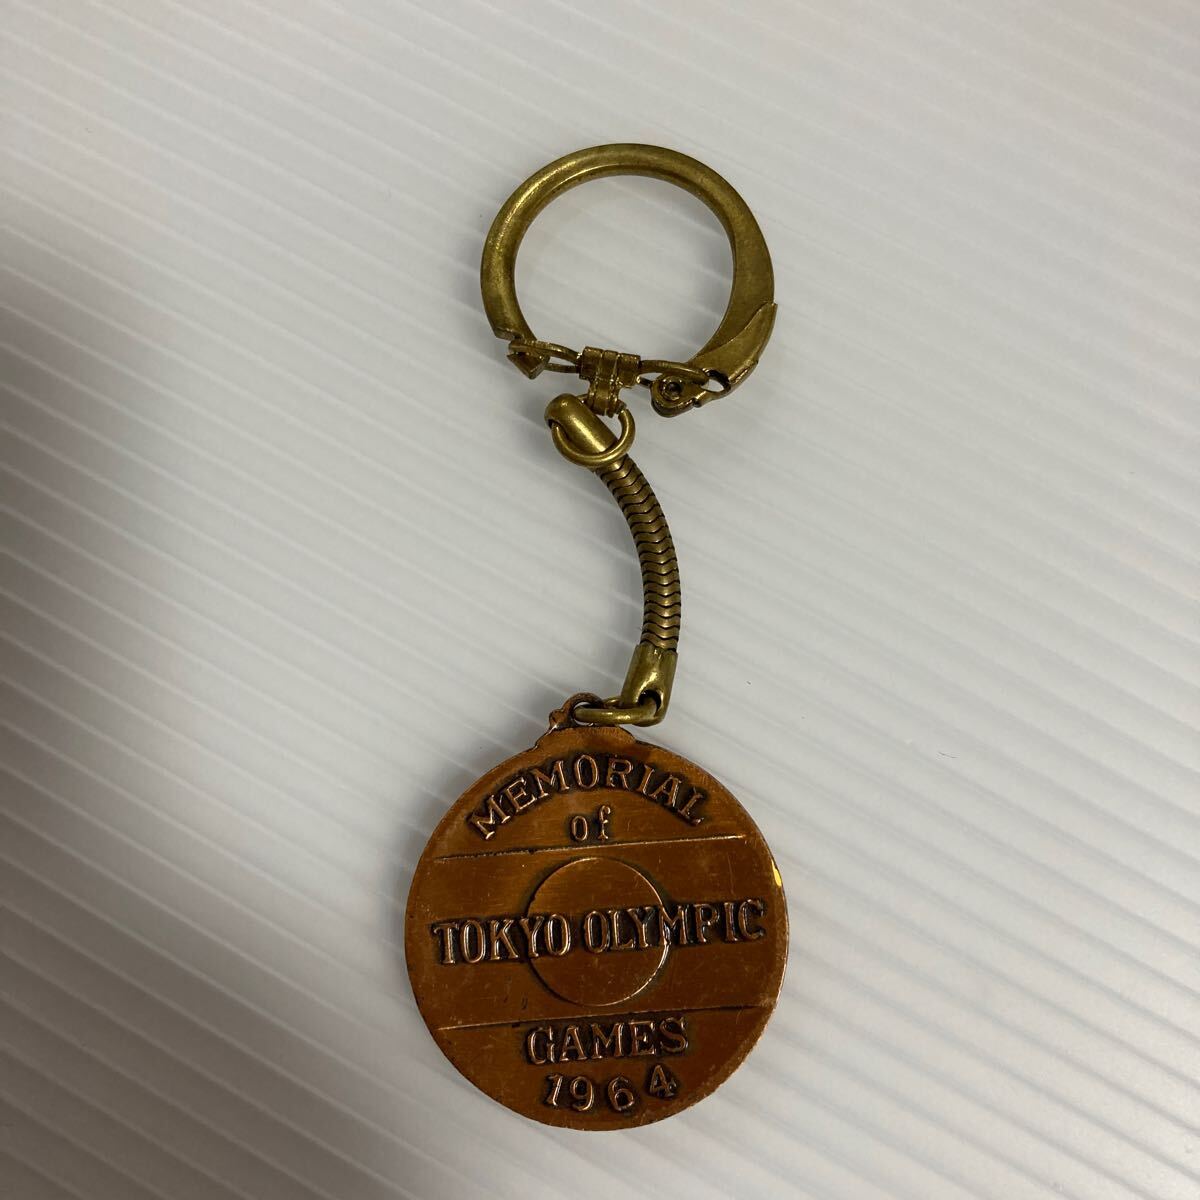 MEMORIAL
of
TOKYO OLYMPIC
GAMES
1964